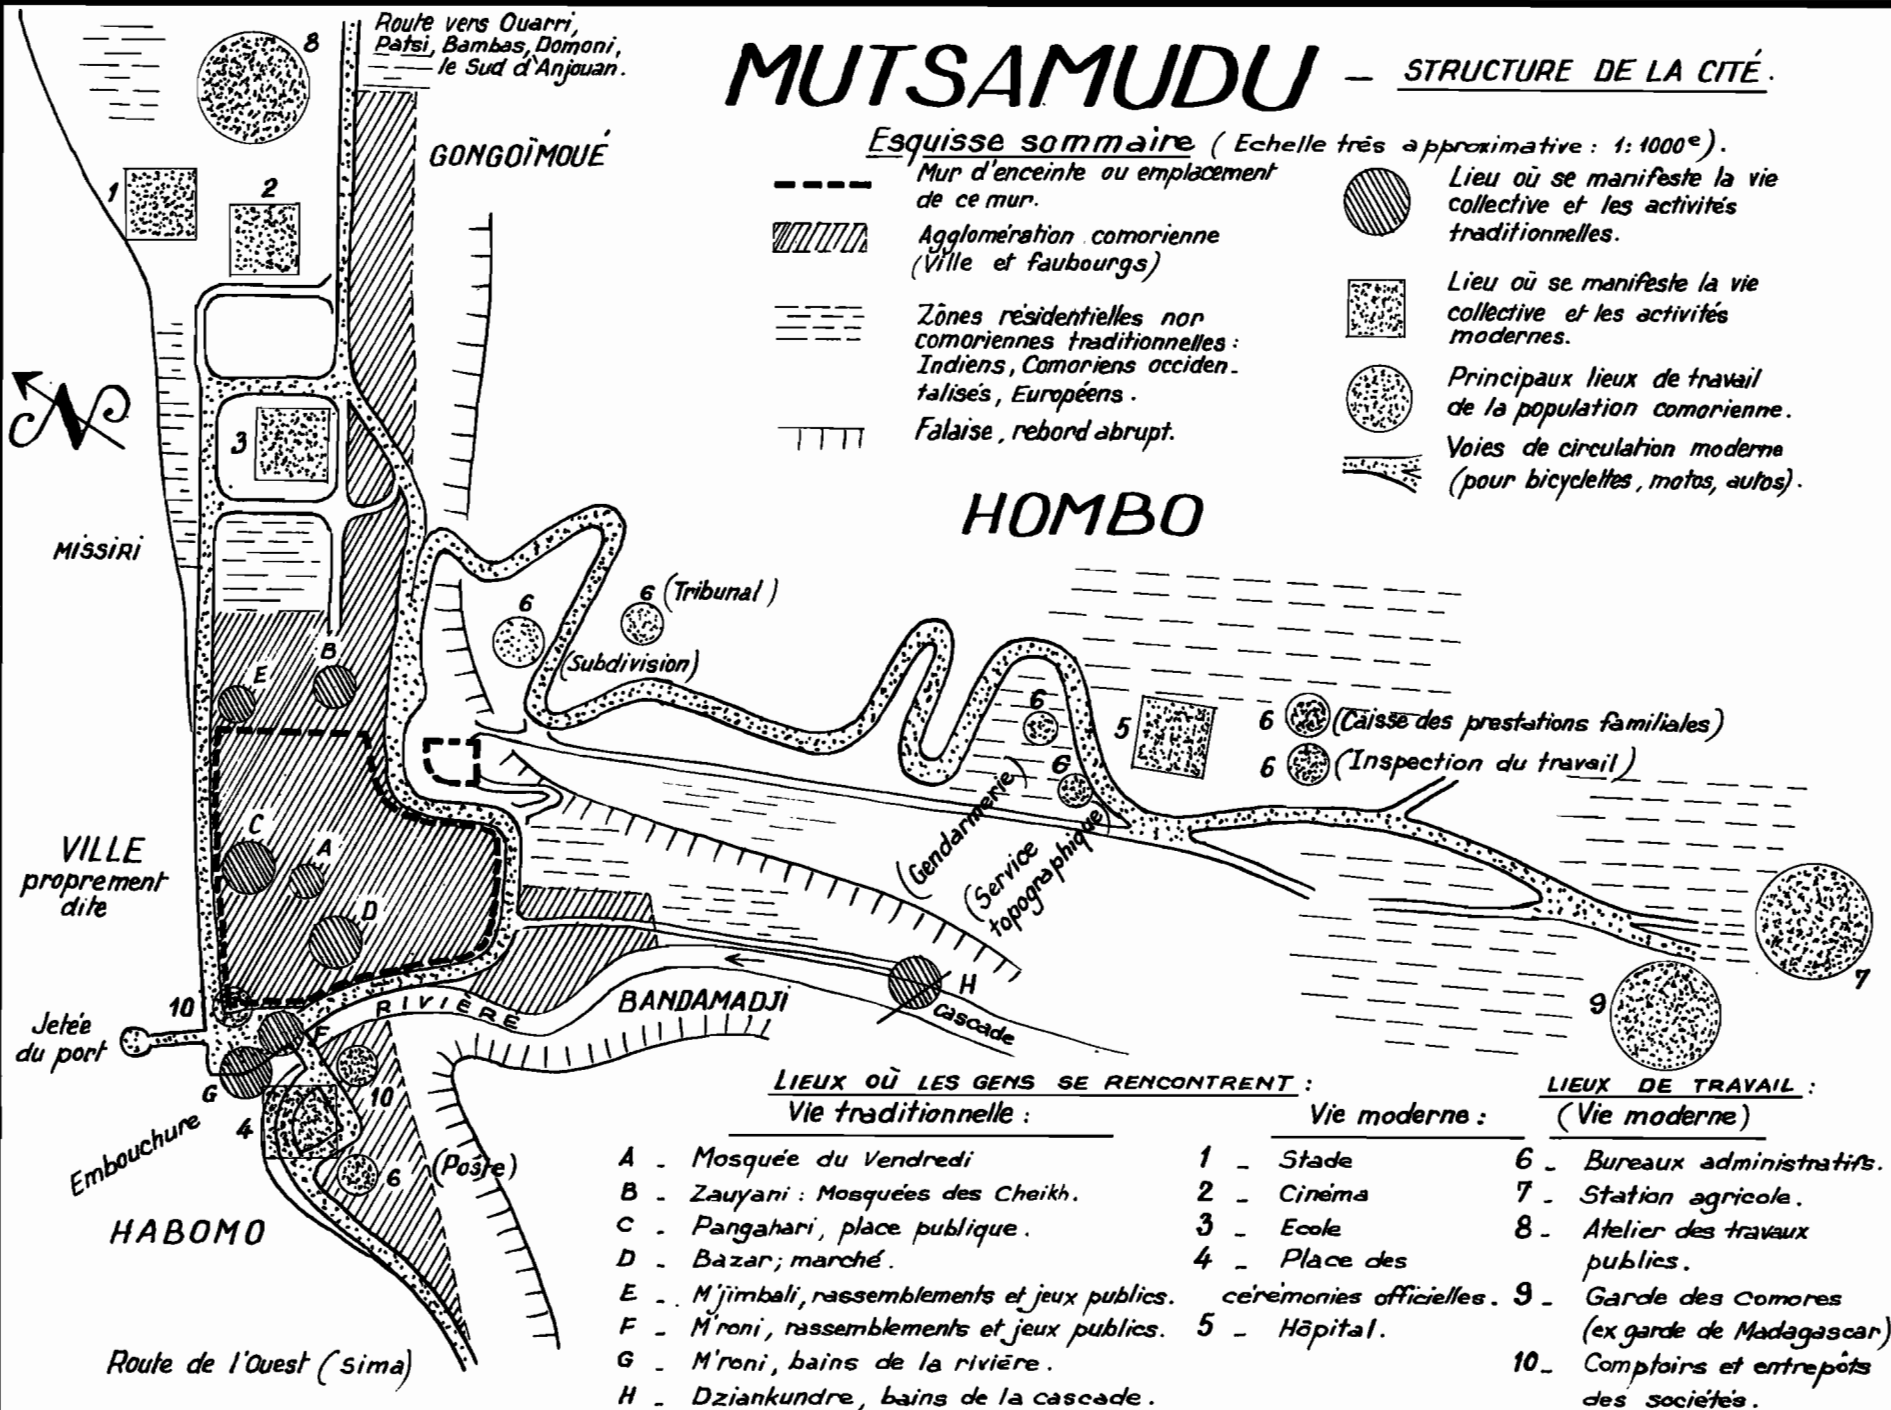 Route vers Ouarri,
Patsi, Bambas, Domoni,
le Sud d'Anjouan.
MUTSAMUDU – STRUCTURE DE LA CITÉ.
Esquisse sommaire (Echelle très approximative : 1:1000e).
Mur d'enceinte ou emplacement
de ce mur.
Agglomération comorienne
(Ville et faubourgs)
Zônes résidentielles nor
comoriennes traditionnelles :
Indiens, Comoriens occiden-
talisés, Européens.
Falaise, rebord abrupt.
Lieu où se manifeste la vie
collective et les activités
traditionnelles.
Lieu où se manifeste la vie
collective et les activités
modernes.
Principaux lieux de travail
de la population comorienne.
Voies de circulation moderne
(pour bicyclettes, motos, autos).
8
GONGOÏMOUÉ
1
2
N
3
HOMBO
MISSIRI
6 (Tribunal)
6
(Subdivision)
B
E
6
5
6 (Caisse des prestations familiales)
6
6 (Inspection du travail)
(Gendarmerie)
(Service
topographique)
C
A
VILLE
proprement
dite
D
7
9
H
10
RIVIÈRE
BANDAMADJI
Cascade
Jetée
du port
F
G
10
4
Embouchure
6
(Poste)
HABOMO
Route de l'Ouest (Sima)
LIEUX OÙ LES GENS SE RENCONTRENT :
Vie traditionnelle :
A - Mosquée du Vendredi
B - Zauyani : Mosquées des Cheikh.
C - Pangahari, place publique.
D - Bazar; marché.
E - M'jimbali, rassemblements et jeux publics.
F - M'roni, rassemblements et jeux publics.
G - M'roni, bains de la rivière.
H - Dziankundre, bains de la cascade.
Vie moderne :
1 - Stade
2 - Cinéma
3 - Ecole
4 - Place des
cérémonies officielles.
5 - Hôpital.
LIEUX DE TRAVAIL :
(Vie moderne)
6 - Bureaux administratifs.
7 - Station agricole.
8 - Atelier des travaux
publics.
9 - Garde des Comores
(ex garde de Madagascar)
10 - Comptoirs et entrepôts
des sociétés.